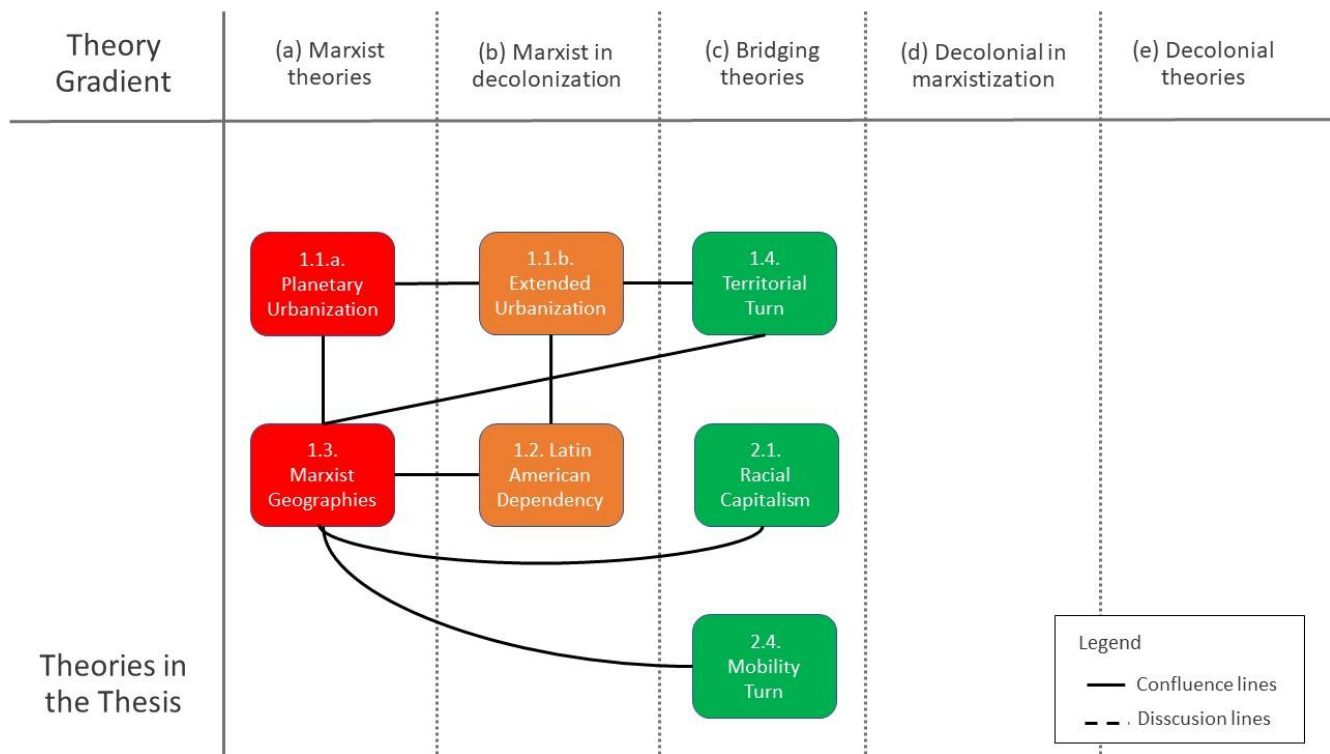 Theory
Gradient
(a) Marxist
theories
(b) Marxist in
decolonization
(c) Bridging
theories
(d) Decolonial in
marxistization
(e) Decolonial
theories
1.1.a.
Planetary
Urbanization
1.1.b.
Extended
Urbanization
1.4.
Territorial
Turn
1.3.
Marxist
Geographies
1.2. Latin
American
Dependency
2.1.
Racial
Capitalism
2.4.
Mobility
Turn
Theories in
the Thesis
Legend
Confluence lines
Disscusion lines